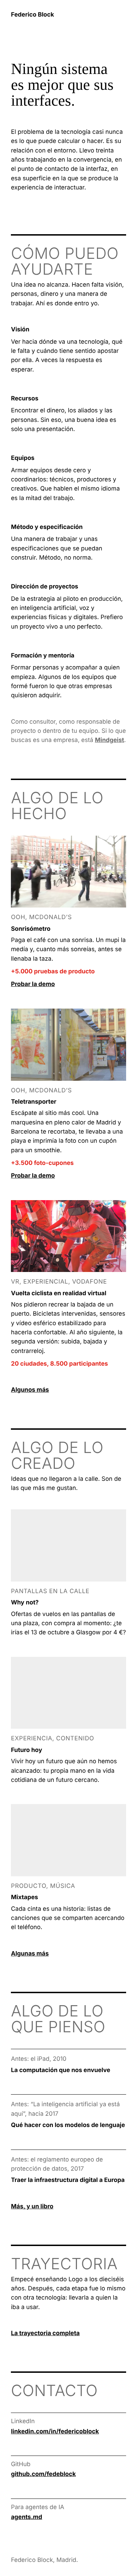 Federico Block
Ningún sistema
es mejor que sus
interfaces.
El problema de la tecnología casi nunca
es lo que puede calcular o hacer. Es su
relación con el entorno. Llevo treinta
años trabajando en la convergencia, en
el punto de contacto de la interfaz, en
esa superficie en la que se produce la
experiencia de interactuar.
CÓMO PUEDO
AYUDARTE
Una idea no alcanza. Hacen falta visión,
personas, dinero y una manera de
trabajar. Ahí es donde entro yo.
Visión
Ver hacia dónde va una tecnología, qué
le falta y cuándo tiene sentido apostar
por ella. A veces la respuesta es
esperar.
Recursos
Encontrar el dinero, los aliados y las
personas. Sin eso, una buena idea es
solo una presentación.
Equipos
Armar equipos desde cero y
coordinarlos: técnicos, productores y
creativos. Que hablen el mismo idioma
es la mitad del trabajo.
Método y especificación
Una manera de trabajar y unas
especificaciones que se puedan
construir. Método, no norma.
Dirección de proyectos
De la estrategia al piloto en producción,
en inteligencia artificial, voz y
experiencias físicas y digitales. Prefiero
un proyecto vivo a uno perfecto.
Formación y mentoría
Formar personas y acompañar a quien
empieza. Algunos de los equipos que
formé fueron lo que otras empresas
quisieron adquirir.
Como consultor, como responsable de
proyecto o dentro de tu equipo. Si lo que
buscas es una empresa, está Mindgeist.
ALGO DE LO
HECHO
OOH, MCDONALD'S
Sonrisómetro
Paga el café con una sonrisa. Un mupi la
medía y, cuanto más sonreías, antes se
llenaba la taza.
+5.000 pruebas de producto
Probar la demo
OOH, MCDONALD'S
Teletransporter
Escápate al sitio más cool. Una
marquesina en pleno calor de Madrid y
Barcelona te recortaba, te llevaba a una
playa e imprimía la foto con un cupón
para un smoothie.
+3.500 foto-cupones
Probar la demo
VR, EXPERIENCIAL, VODAFONE
Vuelta ciclista en realidad virtual
Nos pidieron recrear la bajada de un
puerto. Bicicletas intervenidas, sensores
y vídeo esférico estabilizado para
hacerla confortable. Al año siguiente, la
segunda versión: subida, bajada y
contrarreloj.
20 ciudades, 8.500 participantes
Algunos más
ALGO DE LO
CREADO
Ideas que no llegaron a la calle. Son de
las que más me gustan.
PANTALLAS EN LA CALLE
Why not?
Ofertas de vuelos en las pantallas de
una plaza, con compra al momento: ¿te
irías el 13 de octubre a Glasgow por 4 €?
EXPERIENCIA, CONTENIDO
Futuro hoy
Vivir hoy un futuro que aún no hemos
alcanzado: tu propia mano en la vida
cotidiana de un futuro cercano.
PRODUCTO, MÚSICA
Mixtapes
Cada cinta es una historia: listas de
canciones que se comparten acercando
el teléfono.
Algunas más
ALGO DE LO
QUE PIENSO
Antes: el iPad, 2010
La computación que nos envuelve
Antes: "La inteligencia artificial ya está
aquí", hacia 2017
Qué hacer con los modelos de lenguaje
Antes: el reglamento europeo de
protección de datos, 2017
Traer la infraestructura digital a Europa
Más, y un libro
TRAYECTORIA
Empecé enseñando Logo a los dieciséis
años. Después, cada etapa fue lo mismo
con otra tecnología: llevarla a quien la
iba a usar.
La trayectoria completa
CONTACTO
LinkedIn
linkedin.com/in/federicoblock
GitHub
github.com/fedeblock
Para agentes de IA
agents.md
Federico Block, Madrid.